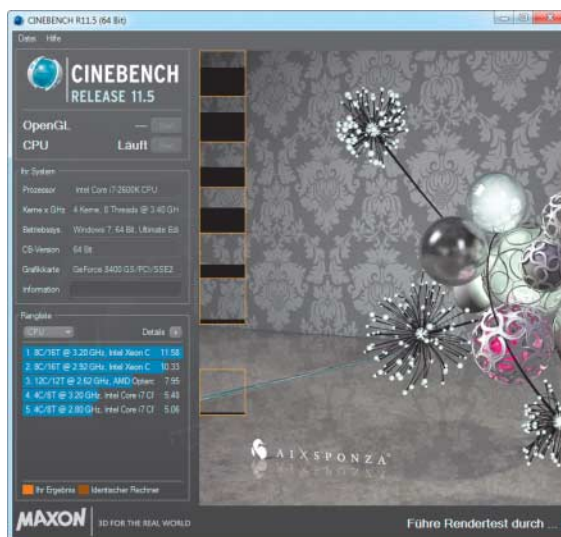 CINEBENCH R11.5 (64 Bit)
Datei Hilfe
CINEBENCH
RELEASE 11.5
OpenGL --- Start
CPU Läuft
Ihr System
Prozessor Intel Core i7-2600K CPU
Kerne x GHz 4 Kerne, 8 Threads @ 3.40 GH
Betriebssys. Windows 7, 64 Bit, Ultimate Edi
CB-Version 64 Bit
Grafikkarte GeForce 8400 GS/PCI/SSE2
Information
Rangliste
CPU Details
1. 8C/16T @ 3.20 GHz, Intel Xeon C 11.58
2. 8C/16T @ 2.92 GHz, Intel Xeon C 10.33
3. 12C/12T @ 2.62 GHz, AMD Optero 7.95
4. 4C/8T @ 3.20 GHz, Intel Core i7 CP 5.48
5. 4C/8T @ 2.80 GHz, Intel Core i7 CP 5.06
Ihr Ergebnis Identischer Rechner
AIXSPONZA
MAXON 3D FOR THE REAL WORLD
Führe Rendertest durch ...